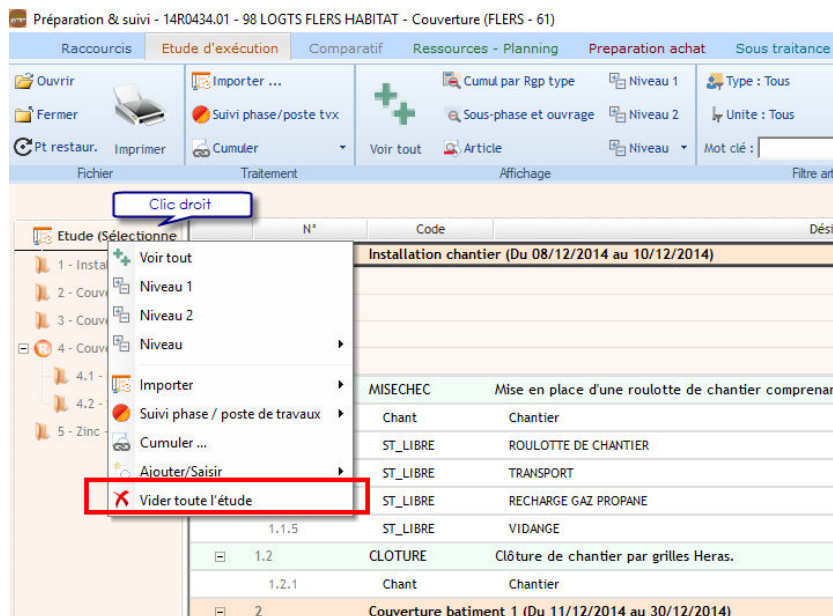 Préparation & suivi - 14R0434.01 - 98 LOGTS FLERS HABITAT - Couverture (FLERS - 61)
Raccourcis Etude d'exécution Comparatif Ressources - Planning Preparation achat Sous traitance
Ouvrir Importer ... Cumul par Rgp type Niveau 1 Type : Tous
Fermer Suivi phase/poste tvx Sous-phase et ouvrage Niveau 2 Unite : Tous
Pt restaur. Imprimer Cumuler Voir tout Article Niveau Mot clé :
Fichier Traitement Affichage Filtre art
Clic droit
Etude (Sélectionne N° Code Dési
Voir tout Installation chantier (Du 08/12/2014 au 10/12/2014)
1 - Instal
Niveau 1
2 - Couve
Niveau 2
3 - Couve
Niveau
4 - Couve
4.1 -
Importer MISECHEC Mise en place d'une roulotte de chantier comprenan
4.2 -
Suivi phase / poste de travaux Chant Chantier
5 - Zinc -
Cumuler ... ST_LIBRE ROULOTTE DE CHANTIER
Ajouter/Saisir ST_LIBRE TRANSPORT
Vider toute l'étude ST_LIBRE RECHARGE GAZ PROPANE
1.1.5 ST_LIBRE VIDANGE
1.2 CLOTURE Clôture de chantier par grilles Heras.
1.2.1 Chant Chantier
2 Couverture batiment 1 (Du 11/12/2014 au 30/12/2014)